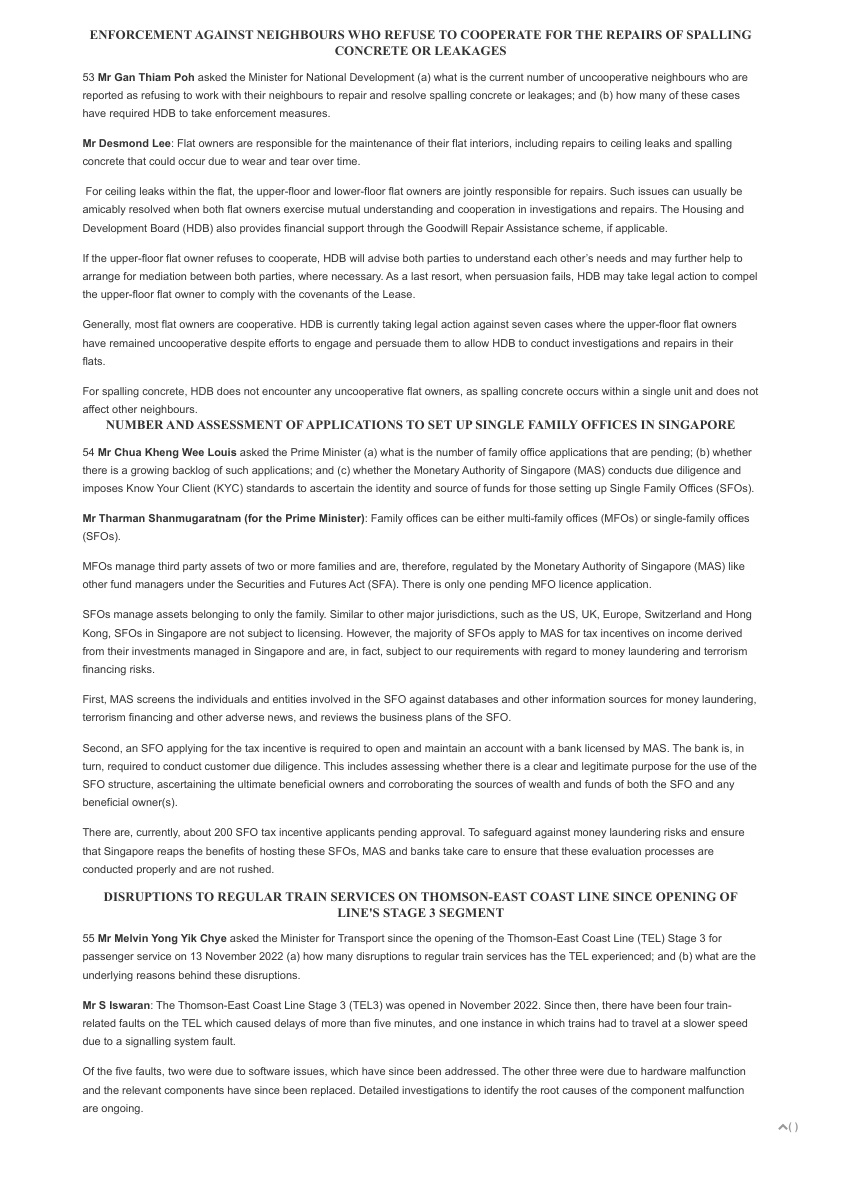 ENFORCEMENT AGAINST NEIGHBOURS WHO REFUSE TO COOPERATE FOR THE REPAIRS OF SPALLING
CONCRETE OR LEAKAGES
53 Mr Gan Thiam Poh asked the Minister for National Development (a) what is the current number of uncooperative neighbours who are
reported as refusing to work with their neighbours to repair and resolve spalling concrete or leakages; and (b) how many of these cases
have required HDB to take enforcement measures.
Mr Desmond Lee: Flat owners are responsible for the maintenance of their flat interiors, including repairs to ceiling leaks and spalling
concrete that could occur due to wear and tear over time.
For ceiling leaks within the flat, the upper-floor and lower-floor flat owners are jointly responsible for repairs. Such issues can usually be
amicably resolved when both flat owners exercise mutual understanding and cooperation in investigations and repairs. The Housing and
Development Board (HDB) also provides financial support through the Goodwill Repair Assistance scheme, if applicable.
If the upper-floor flat owner refuses to cooperate, HDB will advise both parties to understand each other's needs and may further help to
arrange for mediation between both parties, where necessary. As a last resort, when persuasion fails, HDB may take legal action to compel
the upper-floor flat owner to comply with the covenants of the Lease.
Generally, most flat owners are cooperative. HDB is currently taking legal action against seven cases where the upper-floor flat owners
have remained uncooperative despite efforts to engage and persuade them to allow HDB to conduct investigations and repairs in their
flats.
For spalling concrete, HDB does not encounter any uncooperative flat owners, as spalling concrete occurs within a single unit and does not
affect other neighbours.
NUMBER AND ASSESSMENT OF APPLICATIONS TO SET UP SINGLE FAMILY OFFICES IN SINGAPORE
54 Mr Chua Kheng Wee Louis asked the Prime Minister (a) what is the number of family office applications that are pending; (b) whether
there is a growing backlog of such applications; and (c) whether the Monetary Authority of Singapore (MAS) conducts due diligence and
imposes Know Your Client (KYC) standards to ascertain the identity and source of funds for those setting up Single Family Offices (SFOs).
Mr Tharman Shanmugaratnam (for the Prime Minister): Family offices can be either multi-family offices (MFOs) or single-family offices
(SFOs).
MFOs manage third party assets of two or more families and are, therefore, regulated by the Monetary Authority of Singapore (MAS) like
other fund managers under the Securities and Futures Act (SFA). There is only one pending MFO licence application.
SFOs manage assets belonging to only the family. Similar to other major jurisdictions, such as the US, UK, Europe, Switzerland and Hong
Kong, SFOs in Singapore are not subject to licensing. However, the majority of SFOs apply to MAS for tax incentives on income derived
from their investments managed in Singapore and are, in fact, subject to our requirements with regard to money laundering and terrorism
financing risks.
First, MAS screens the individuals and entities involved in the SFO against databases and other information sources for money laundering,
terrorism financing and other adverse news, and reviews the business plans of the SFO.
Second, an SFO applying for the tax incentive is required to open and maintain an account with a bank licensed by MAS. The bank is, in
turn, required to conduct customer due diligence. This includes assessing whether there is a clear and legitimate purpose for the use of the
SFO structure, ascertaining the ultimate beneficial owners and corroborating the sources of wealth and funds of both the SFO and any
beneficial owner(s).
There are, currently, about 200 SFO tax incentive applicants pending approval. To safeguard against money laundering risks and ensure
that Singapore reaps the benefits of hosting these SFOs, MAS and banks take care to ensure that these evaluation processes are
conducted properly and are not rushed.
DISRUPTIONS TO REGULAR TRAIN SERVICES ON THOMSON-EAST COAST LINE SINCE OPENING OF
LINE'S STAGE 3 SEGMENT
55 Mr Melvin Yong Yik Chye asked the Minister for Transport since the opening of the Thomson-East Coast Line (TEL) Stage 3 for
passenger service on 13 November 2022 (a) how many disruptions to regular train services has the TEL experienced; and (b) what are the
underlying reasons behind these disruptions.
Mr S Iswaran: The Thomson-East Coast Line Stage 3 (TEL3) was opened in November 2022. Since then, there have been four train-
related faults on the TEL which caused delays of more than five minutes, and one instance in which trains had to travel at a slower speed
due to a signalling system fault.
Of the five faults, two were due to software issues, which have since been addressed. The other three were due to hardware malfunction
and the relevant components have since been replaced. Detailed investigations to identify the root causes of the component malfunction
are ongoing.
( )